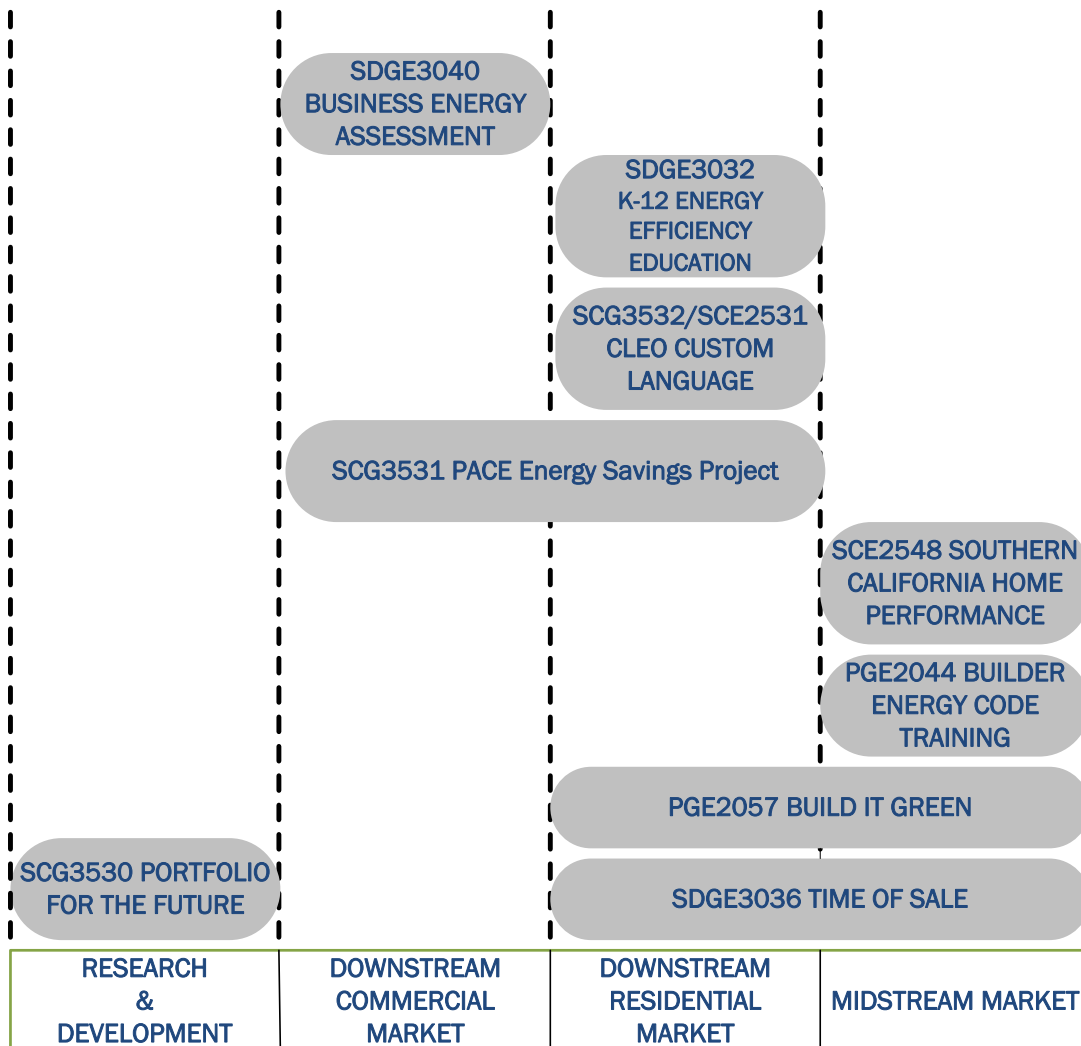 SDGE3040
BUSINESS ENERGY
ASSESSMENT
SDGE3032
K-12 ENERGY
EFFICIENCY
EDUCATION
SCG3532/SCE2531
CLEO CUSTOM
LANGUAGE
SCG3531 PACE Energy Savings Project
SCE2548 SOUTHERN
CALIFORNIA HOME
PERFORMANCE
PGE2044 BUILDER
ENERGY CODE
TRAINING
PGE2057 BUILD IT GREEN
SCG3530 PORTFOLIO
FOR THE FUTURE
SDGE3036 TIME OF SALE
RESEARCH
&
DEVELOPMENT
DOWNSTREAM
COMMERCIAL
MARKET
DOWNSTREAM
RESIDENTIAL
MARKET
MIDSTREAM MARKET